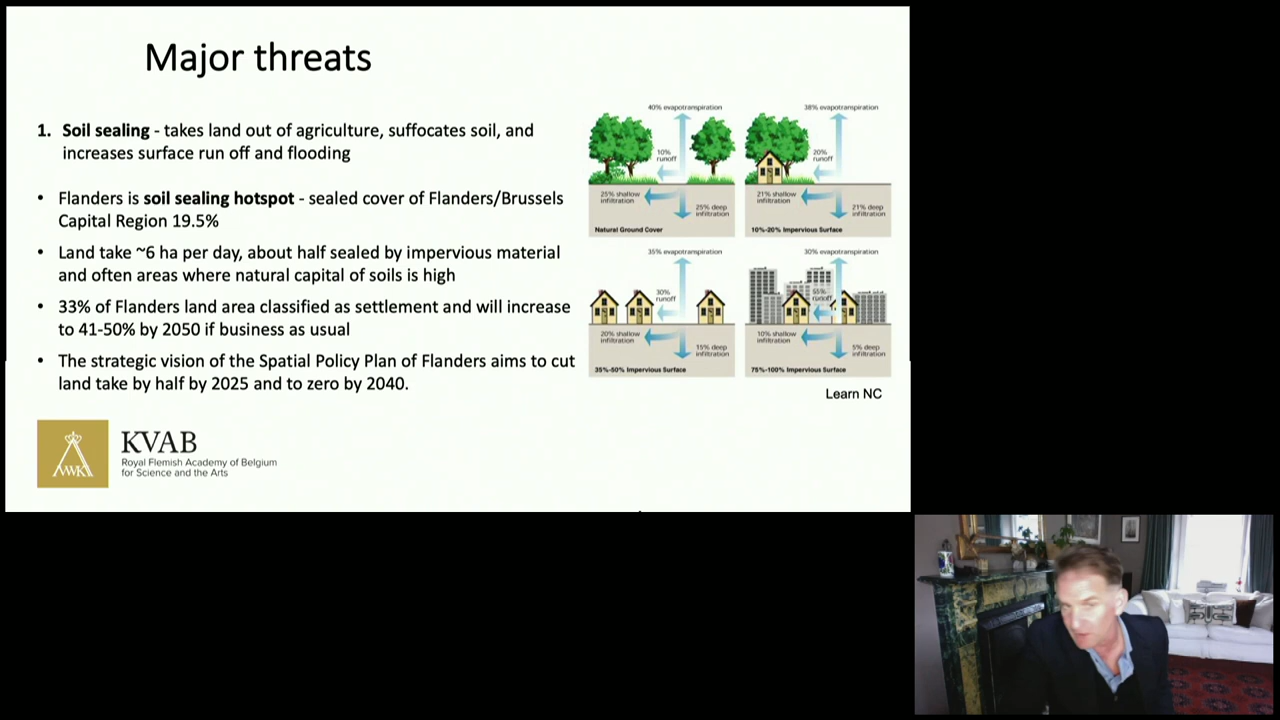 Major threats
1. Soil sealing - takes land out of agriculture, suffocates soil, and
increases surface run off and flooding
• Flanders is soil sealing hotspot - sealed cover of Flanders/Brussels
Capital Region 19.5%
• Land take ~6 ha per day, about half sealed by impervious material
and often areas where natural capital of soils is high
• 33% of Flanders land area classified as settlement and will increase
to 41-50% by 2050 if business as usual
• The strategic vision of the Spatial Policy Plan of Flanders aims to cut
land take by half by 2025 and to zero by 2040.
40% evapotranspiration
10%
runoff
25% shallow
infiltration
25% deep
infiltration
Natural Ground Cover
38% evapotranspiration
20%
runoff
21% shallow
infiltration
21% deep
infiltration
10%-20% Impervious Surface
35% evapotranspiration
30%
runoff
20% shallow
infiltration
15% deep
infiltration
35%-50% Impervious Surface
30% evapotranspiration
55%
runoff
10% shallow
infiltration
5% deep
infiltration
75%-100% Impervious Surface
Learn NC
KVAB
Royal Flemish Academy of Belgium
for Science and the Arts